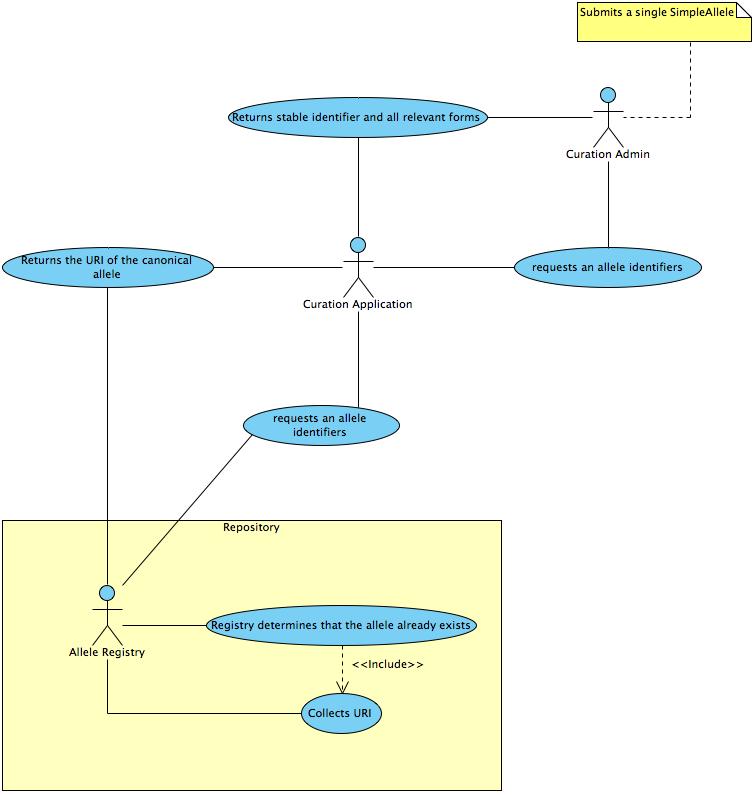 Submits a single SimpleAllele
Returns stable identifier and all relevant forms
Curation Admin
Returns the URI of the canonical
allele
requests an allele identifiers
Curation Application
requests an allele
identifiers
Repository
Registry determines that the allele already exists
Allele Registry
<<Include>>
Collects URI